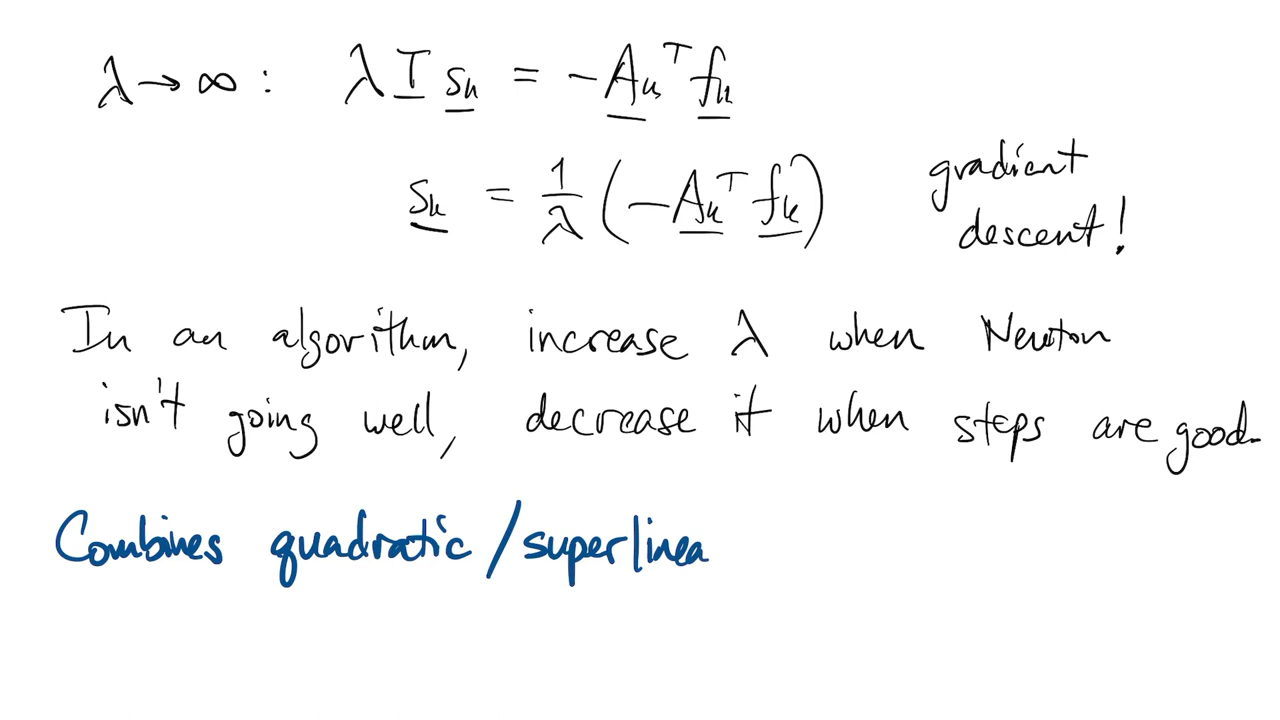 λ → ∞ : λ I s_k = -A_k^T f_k
s_k = 1/λ (-A_k^T f_k)
gradient
descent!
In an algorithm, increase λ when Newton
isn't going well, decrease it when steps are good.
Combines quadratic/superlinea